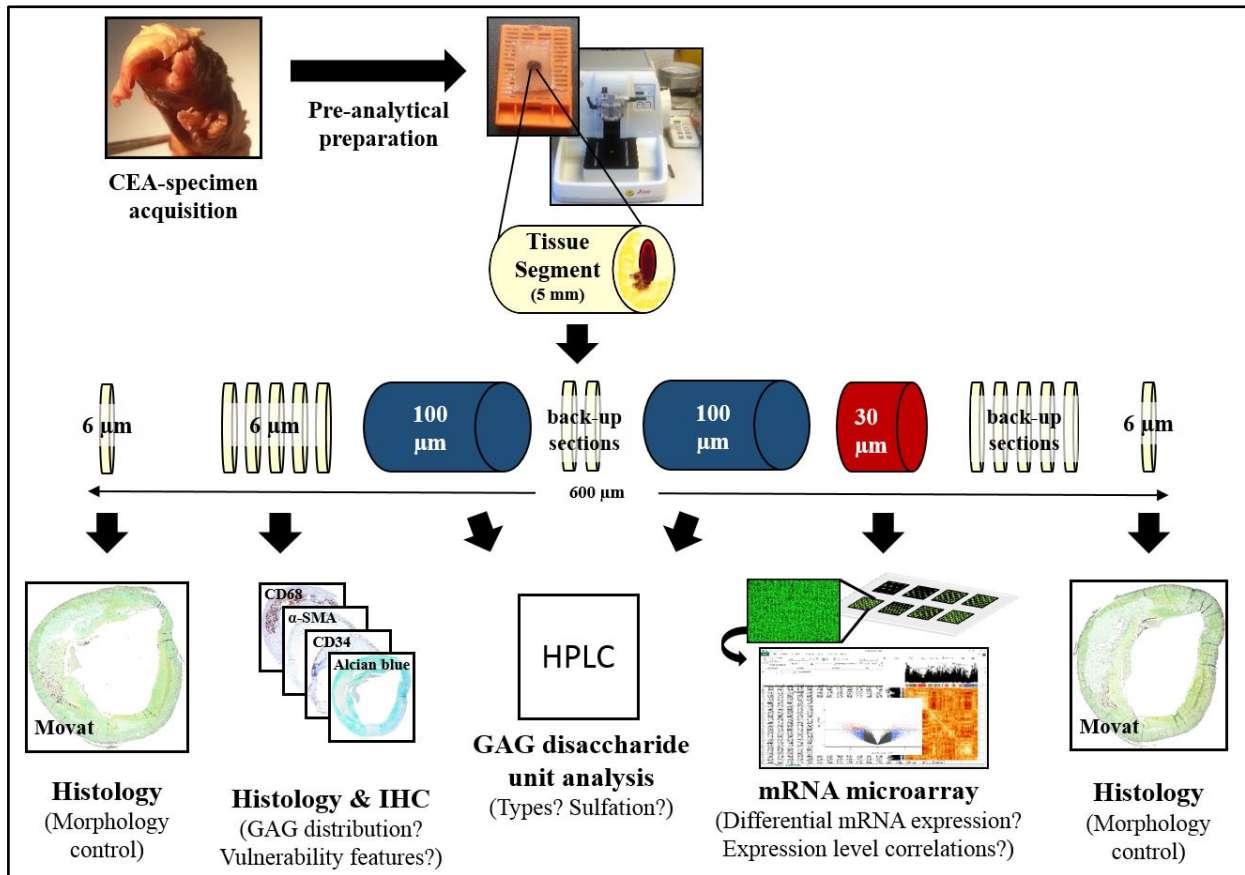 CEA-specimen
acquisition
Pre-analytical
preparation
Tissue
Segment
(5 mm)
6 μm
6 μm
100
μm
back-up
sections
100
μm
30
μm
back-up
sections
6 μm
600 μm
Movat
Histology
(Morphology
control)
CD68
α-SMA
CD34
Alcian blue
Histology & IHC
(GAG distribution?
Vulnerability features?)
HPLC
GAG disaccharide
unit analysis
(Types? Sulfation?)
mRNA microarray
(Differential mRNA expression?
Expression level correlations?)
Movat
Histology
(Morphology
control)